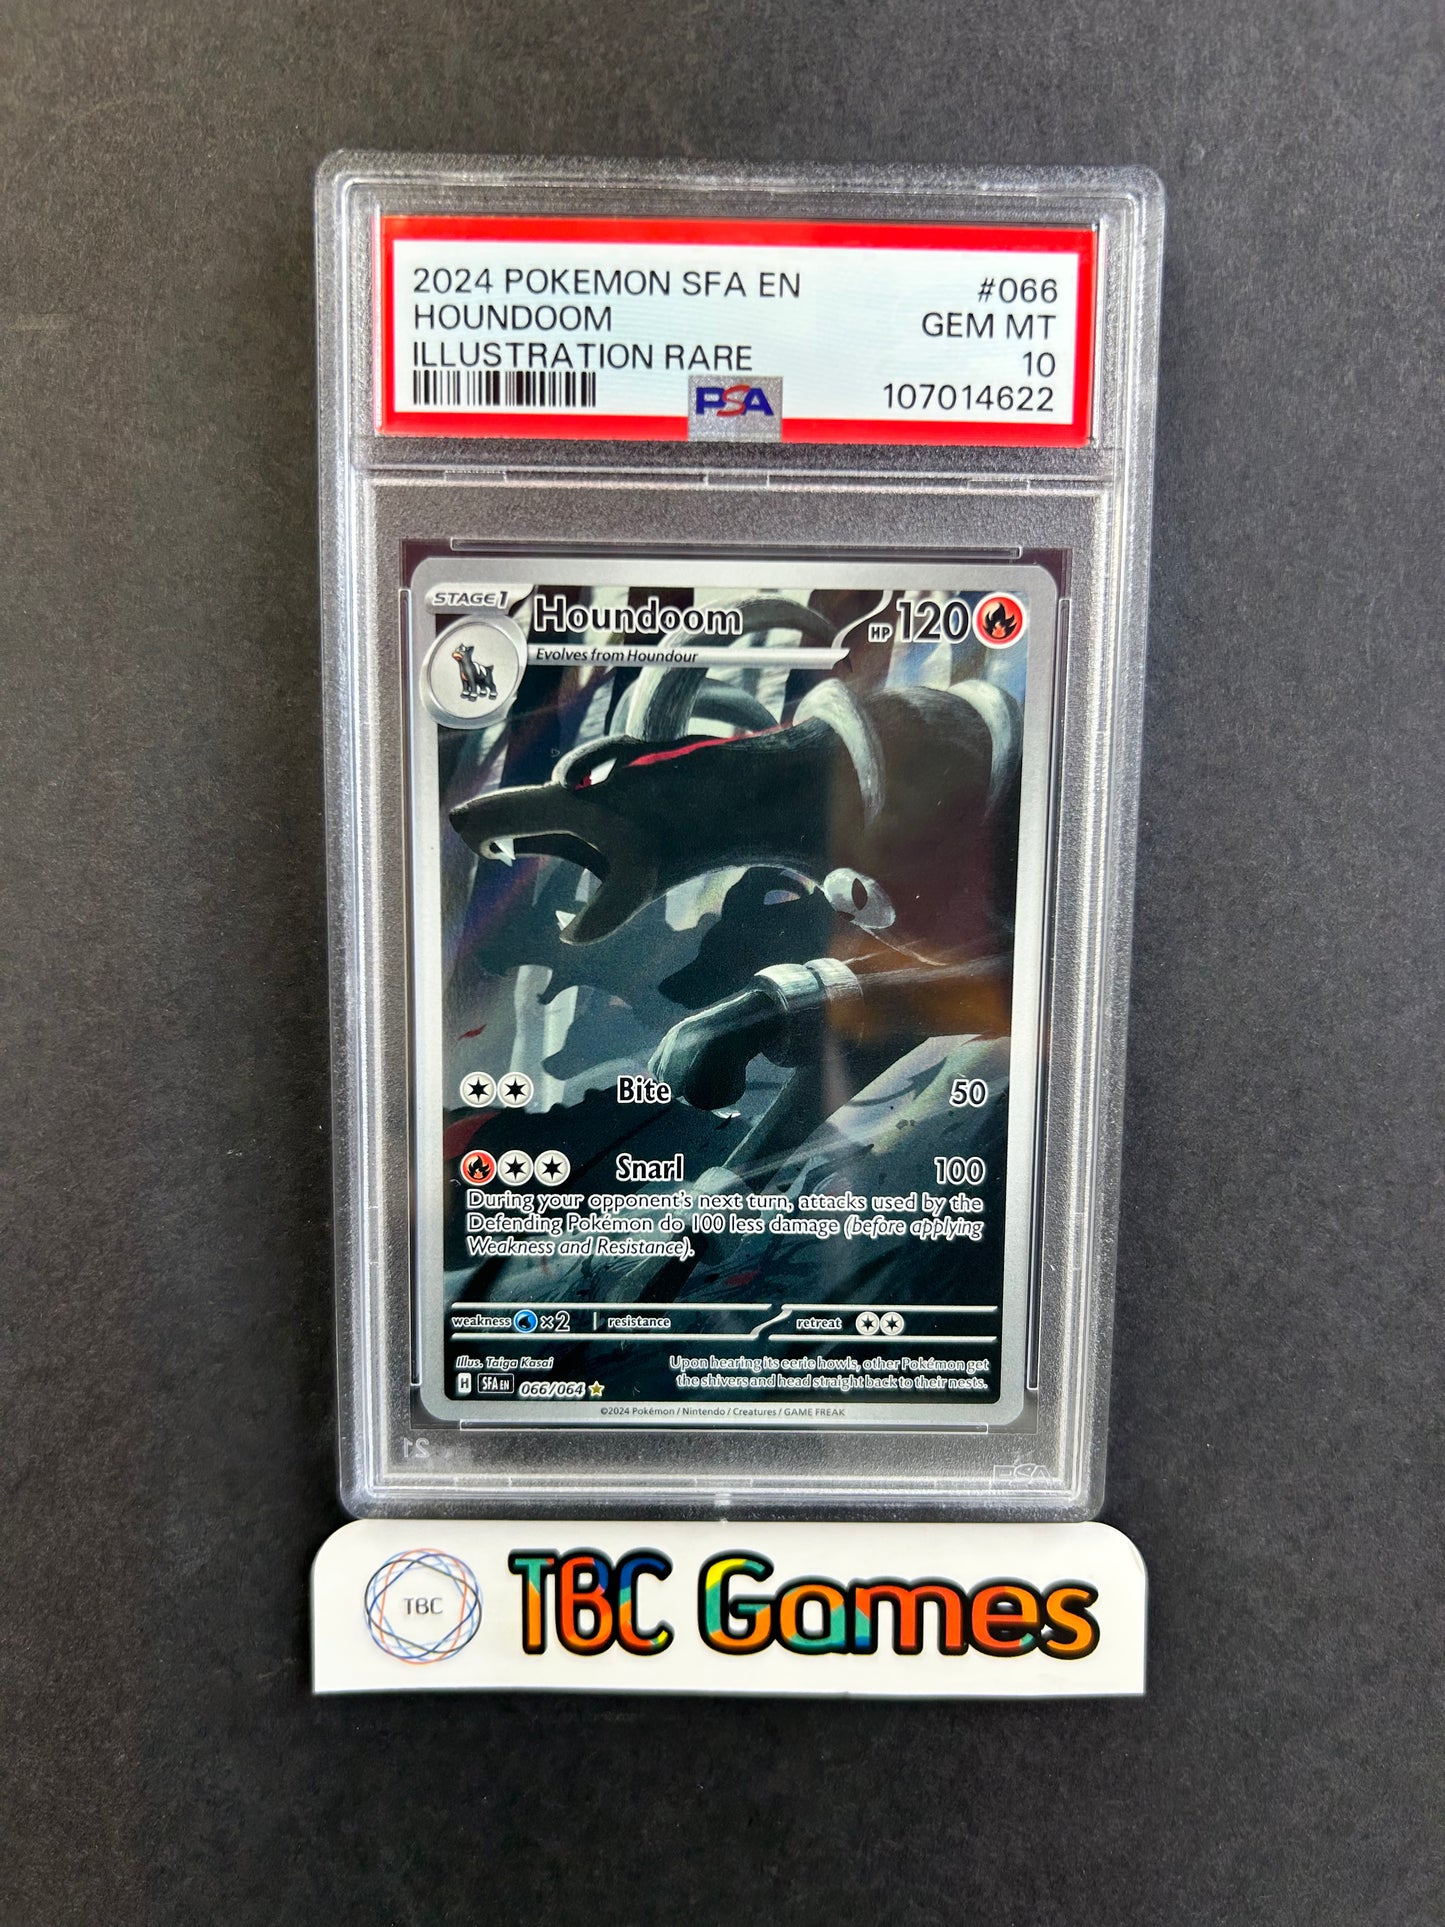 2024 POKEMON SFA EN #066
HOUNDOOM GEM MT
ILLUSTRATION RARE 10
PSA 107014622
STAGE 1 Houndoom HP 120
Evolves from Houndour
Bite 50
Snarl 100
During your opponent's next turn, attacks used by the
Defending Pokémon do 100 less damage (before applying
Weakness and Resistance).
weakness ×2 resistance retreat
Illus. Taiga Kasai
Upon hearing its eerie howls, other Pokémon get
the shivers and head straight back to their nests.
H SFA EN 066/064
©2024 Pokémon / Nintendo / Creatures / GAME FREAK
21 PSA
TBC TBC Games